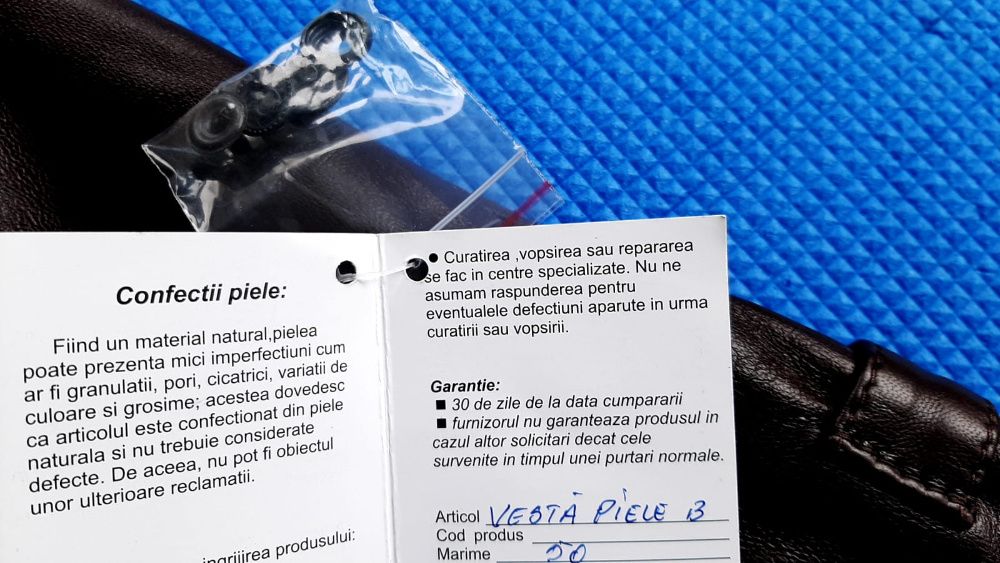 Confectii piele:
Fiind un material natural,pielea
poate prezenta mici imperfectiuni cum
ar fi granulatii, pori, cicatrici, variatii de
culoare si grosime; acestea dovedesc
ca articolul este confectionat din piele
naturala si nu trebuie considerate
defecte. De aceea, nu pot fi obiectul
unor ulterioare reclamatii.
produsului:
● Curatirea ,vopsirea sau repararea
se fac in centre specializate. Nu ne
asumam raspunderea pentru
eventualele defectiuni aparute in urma
curatirii sau vopsirii.
Garantie:
■ 30 de zile de la data cumpararii
■ furnizorul nu garanteaza produsul in
cazul altor solicitari decat cele
survenite in timpul unei purtari normale.
Articol VESTĂ PIELE B
Cod produs
Marime 50